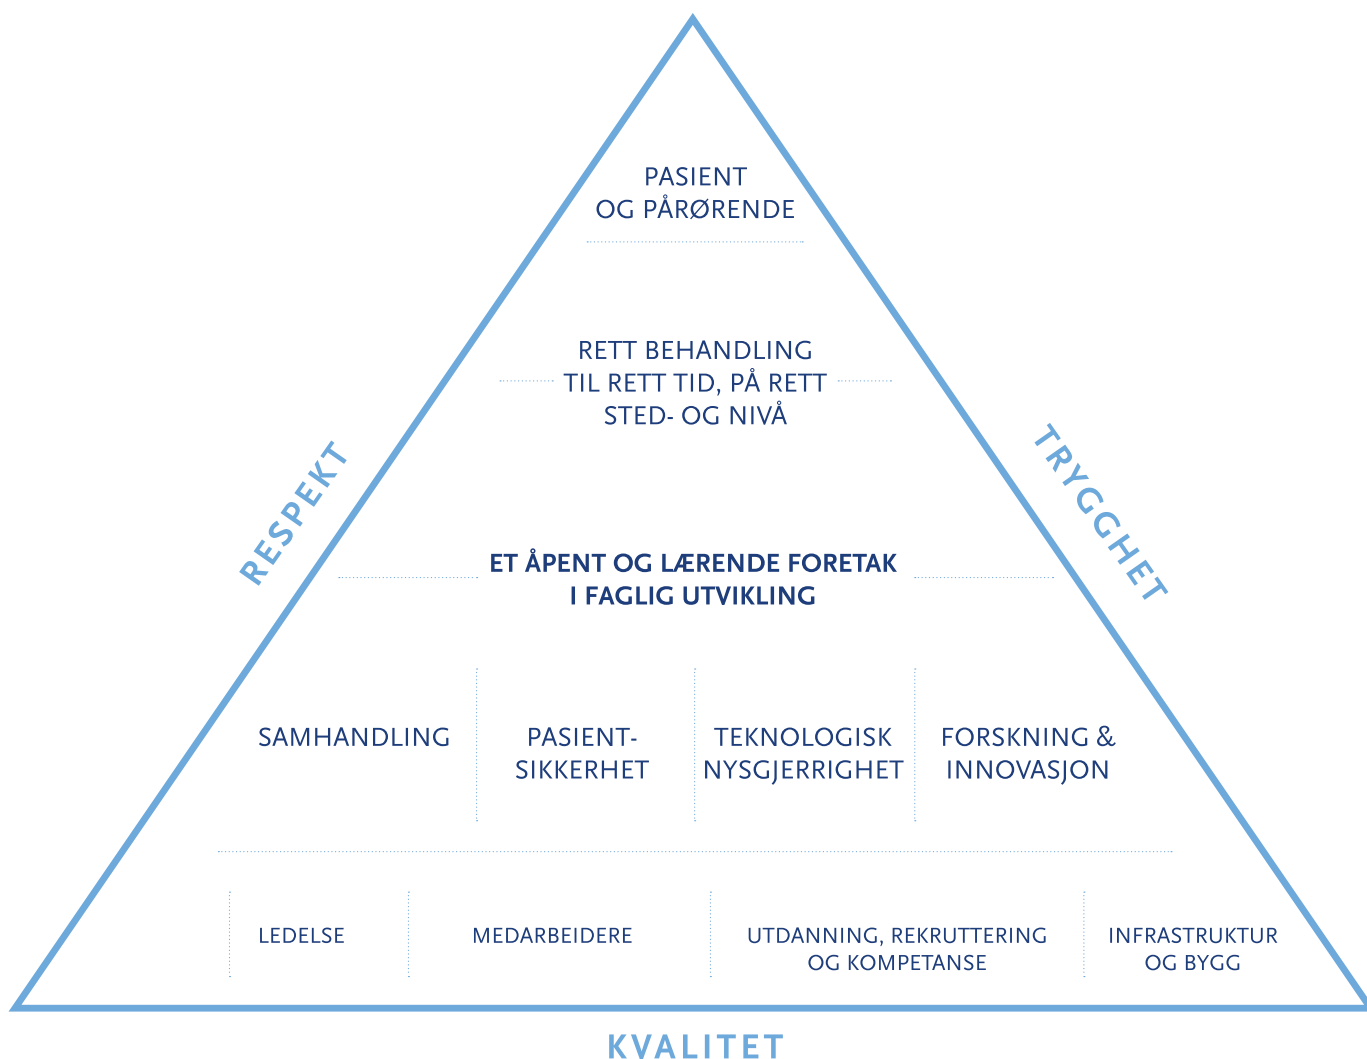 PASIENT
OG PÅRØRENDE
RETT BEHANDLING
TIL RETT TID, PÅ RETT
STED- OG NIVÅ
RESPEKT
TRYGGHET
ET ÅPENT OG LÆRENDE FORETAK
I FAGLIG UTVIKLING
SAMHANDLING
PASIENT-
SIKKERHET
TEKNOLOGISK
NYSGJERRIGHET
FORSKNING &
INNOVASJON
LEDELSE
MEDARBEIDERE
UTDANNING, REKRUTTERING
OG KOMPETANSE
INFRASTRUKTUR
OG BYGG
KVALITET